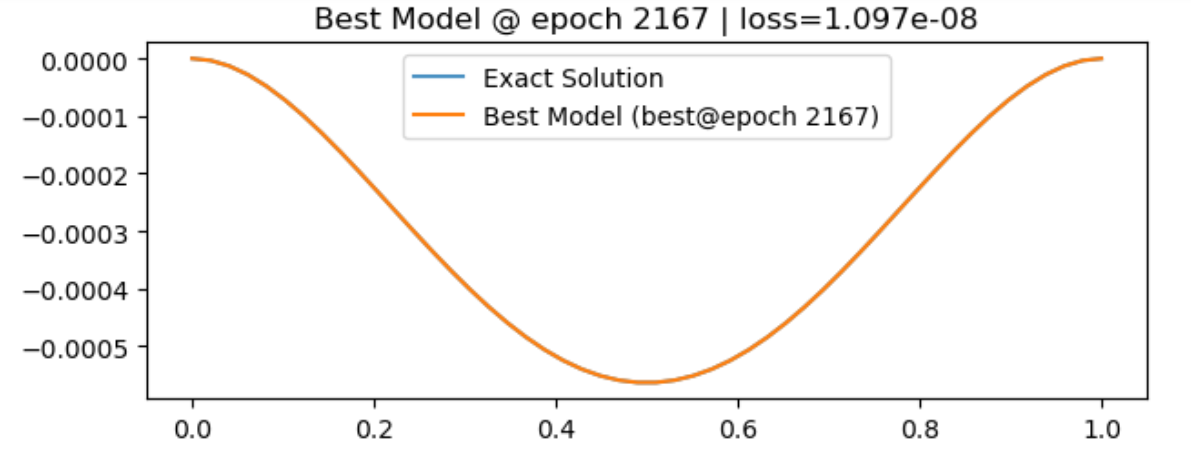 Best Model @ epoch 2167 | loss=1.097e-08
0.0000
Exact Solution
−0.0001
Best Model (best@epoch 2167)
−0.0002
−0.0003
−0.0004
−0.0005
0.0 0.2 0.4 0.6 0.8 1.0